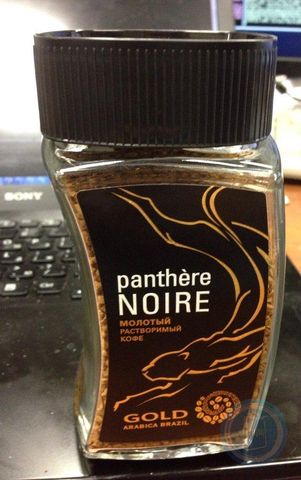 SONY
panthère
NOIRE
МОЛОТЫЙ
РАСТВОРИМЫЙ
КОФЕ
GOLD
ARABICA BRAZIL